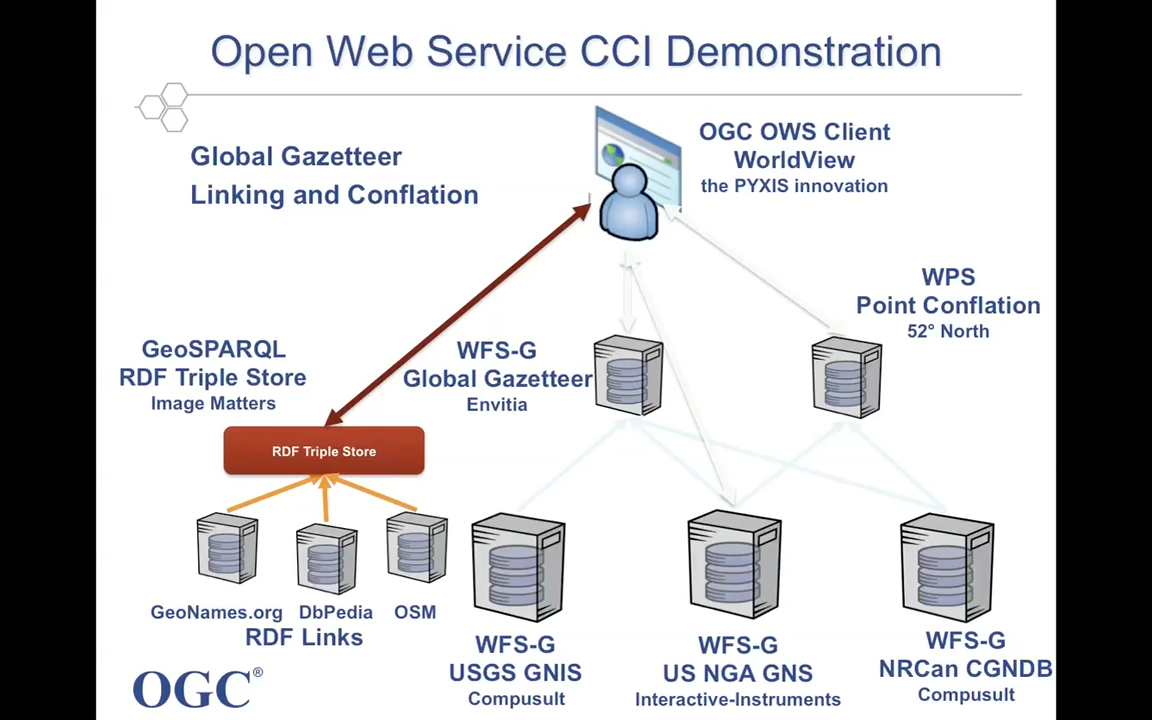 Open Web Service CCI Demonstration
Global Gazetteer
Linking and Conflation
OGC OWS Client
WorldView
the PYXIS innovation
WPS
Point Conflation
52° North
GeoSPARQL
RDF Triple Store
Image Matters
WFS-G
Global Gazetteer
Envitia
RDF Triple Store
GeoNames.org
DbPedia
OSM
RDF Links
WFS-G
USGS GNIS
Compusult
WFS-G
US NGA GNS
Interactive-Instruments
WFS-G
NRCan CGNDB
Compusult
OGC®